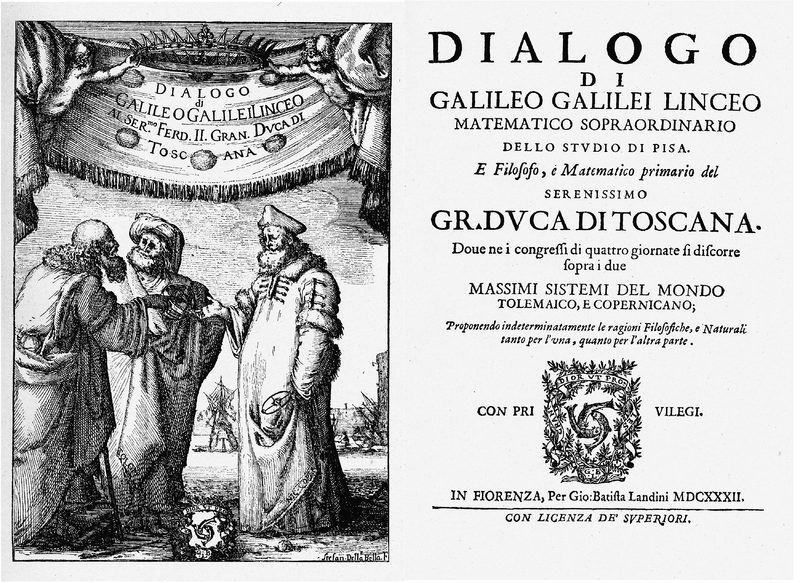 DIALOGO
di
GALILEO GALILEI LINCEO
AL SER.mo FERD. II. GRAN. DVCA DI
TOSCANA
Stefan Della Bella F.
DIALOGO
DI
GALILEO GALILEI LINCEO
MATEMATICO SOPRAORDINARIO
DELLO STVDIO DI PISA.
E Filosofo, e Matematico primario del
SERENISSIMO
GR.DVCA DI TOSCANA.
Doue ne i congressi di quattro giornate si discorre
sopra i due
MASSIMI SISTEMI DEL MONDO
TOLEMAICO, E COPERNICANO;
Proponendo indeterminatamente le ragioni Filosofiche, e Naturali
tanto per l'vna, quanto per l'altra parte.
CON PRI VILEGI.
IN FIORENZA, Per Gio:Batista Landini MDCXXXII.
CON LICENZA DE' SVPERIORI.